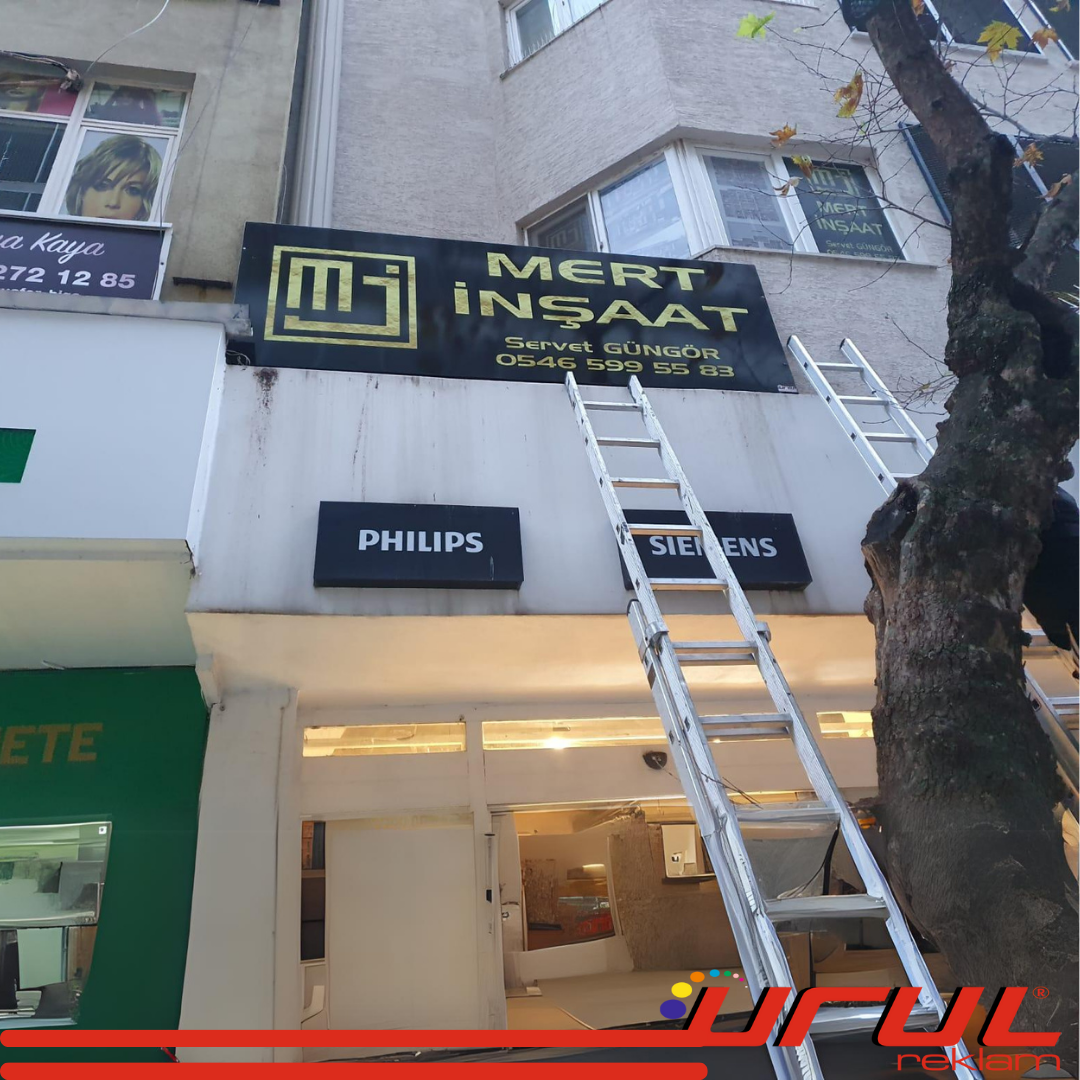 a Kaya
272 12 85
MJ
MERT
İNŞAAT
Servet GÜNGÖR
0546 599 55 83
MERT
İNŞAAT
Servet GÜNGÖR
PHILIPS
SIEMENS
ETE
urul®
reklam